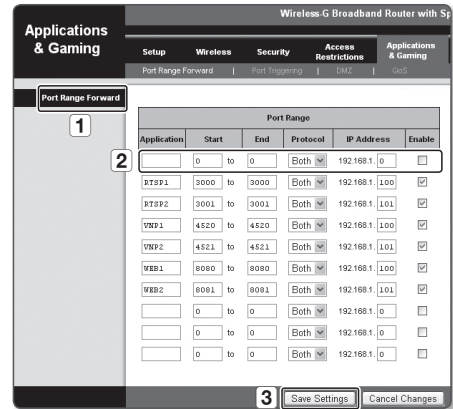 Wireless-G Broadband Router with Sp
Applications
& Gaming
Setup Wireless Security Access Restrictions Applications & Gaming
Port Range Forward | Port Triggering | DMZ | QoS
Port Range Forward
1
Port Range
Application Start End Protocol IP Address Enable
2
0 to 0 Both 192.168.1. 0
RTSP1 3000 to 3000 Both 192.168.1. 100
RTSP2 3001 to 3001 Both 192.168.1. 101
VNP1 4520 to 4520 Both 192.168.1. 100
VNP2 4521 to 4521 Both 192.168.1. 101
WEB1 8080 to 8080 Both 192.168.1. 100
WEB2 8081 to 8081 Both 192.168.1. 101
0 to 0 Both 192.168.1. 0
0 to 0 Both 192.168.1. 0
0 to 0 Both 192.168.1. 0
3 Save Settings Cancel Changes